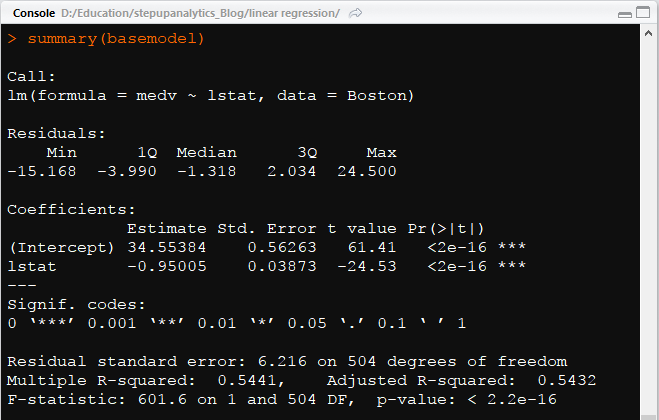 Console D:/Education/stepupanalytics_Blog/linear regression/
> summary(basemodel)
Call:
lm(formula = medv ~ lstat, data = Boston)
Residuals:
    Min      1Q  Median      3Q     Max
-15.168  -3.990  -1.318   2.034  24.500
Coefficients:
            Estimate Std. Error t value Pr(>|t|)
(Intercept) 34.55384    0.56263   61.41   <2e-16 ***
lstat       -0.95005    0.03873  -24.53   <2e-16 ***
---
Signif. codes:
0 ‘***’ 0.001 ‘**’ 0.01 ‘*’ 0.05 ‘.’ 0.1 ‘ ’ 1
Residual standard error: 6.216 on 504 degrees of freedom
Multiple R-squared:  0.5441,    Adjusted R-squared:  0.5432
F-statistic: 601.6 on 1 and 504 DF,  p-value: < 2.2e-16